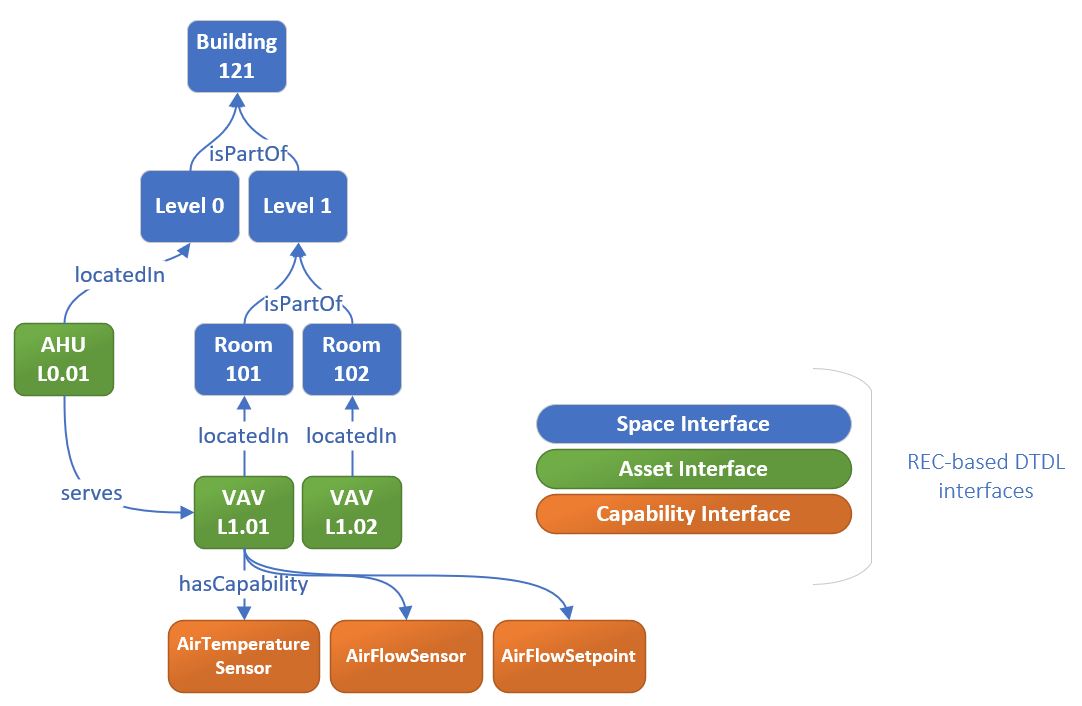 Building
121
isPartOf
Level 0
Level 1
locatedIn
isPartOf
AHU
L0.01
Room
101
Room
102
locatedIn
locatedIn
Space Interface
Asset Interface
Capability Interface
REC-based DTDL
interfaces
serves
VAV
L1.01
VAV
L1.02
hasCapability
AirTemperature
Sensor
AirFlowSensor
AirFlowSetpoint